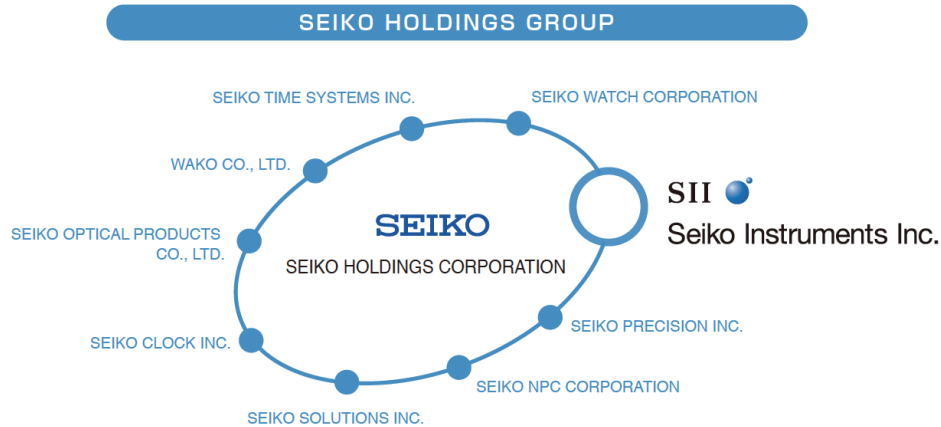 SEIKO HOLDINGS GROUP
SEIKO TIME SYSTEMS INC.
SEIKO WATCH CORPORATION
WAKO CO., LTD.
SII
Seiko Instruments Inc.
SEIKO OPTICAL PRODUCTS
CO., LTD.
SEIKO
SEIKO HOLDINGS CORPORATION
SEIKO PRECISION INC.
SEIKO CLOCK INC.
SEIKO NPC CORPORATION
SEIKO SOLUTIONS INC.